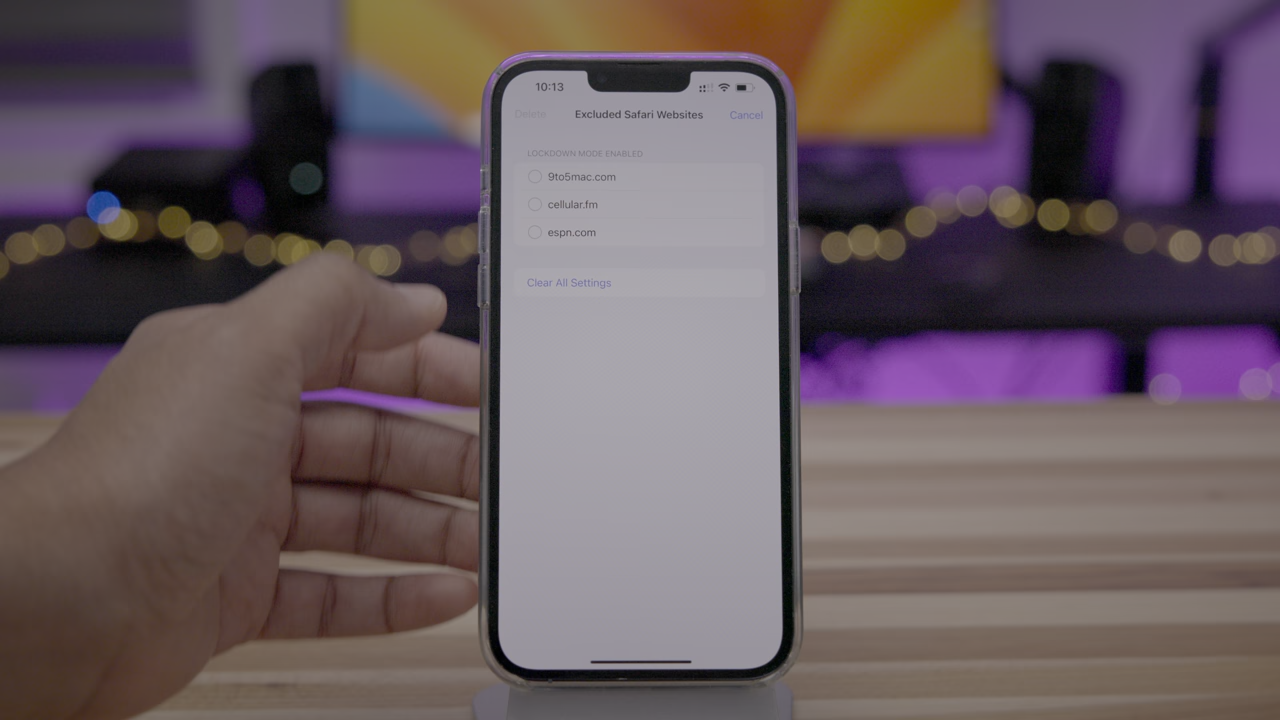 10:13
Delete Excluded Safari Websites Cancel
LOCKDOWN MODE ENABLED
9to5mac.com
cellular.fm
espn.com
Clear All Settings